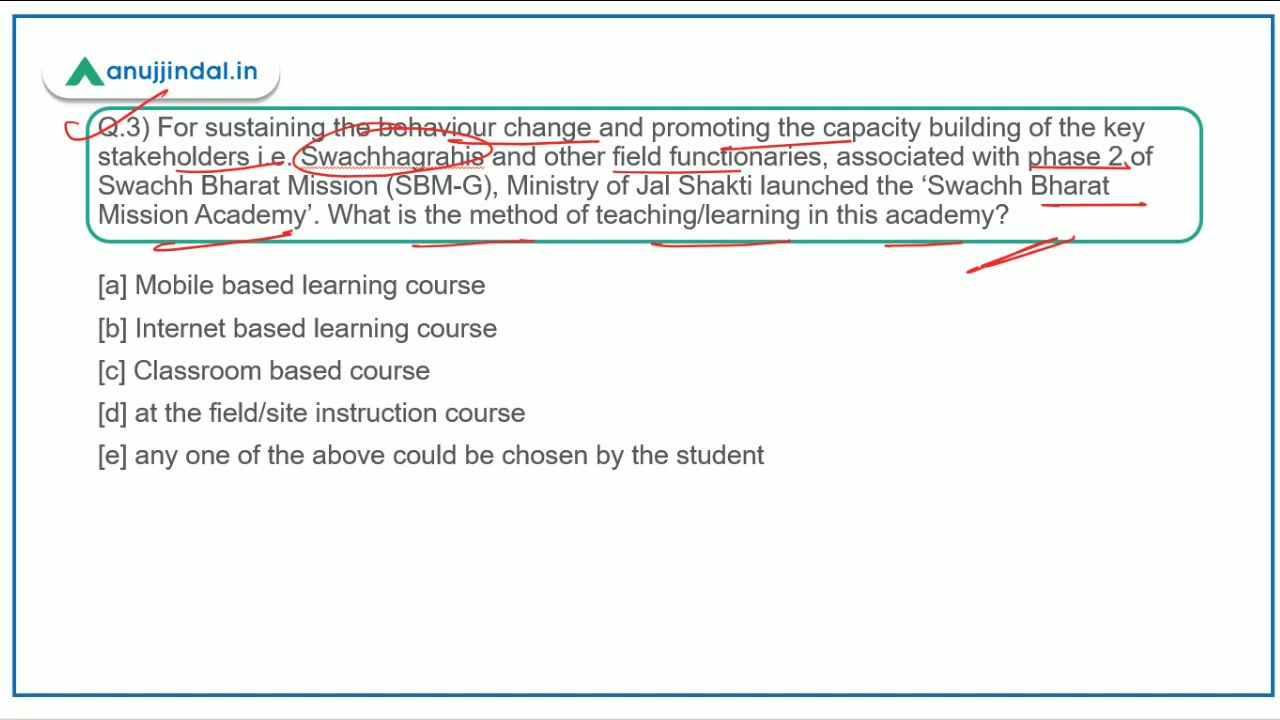 anujjindal.in
Q.3) For sustaining the behaviour change and promoting the capacity building of the key
stakeholders i.e. Swachhagrahis and other field functionaries, associated with phase 2 of
Swachh Bharat Mission (SBM-G), Ministry of Jal Shakti launched the ‘Swachh Bharat
Mission Academy’. What is the method of teaching/learning in this academy?
[a] Mobile based learning course
[b] Internet based learning course
[c] Classroom based course
[d] at the field/site instruction course
[e] any one of the above could be chosen by the student